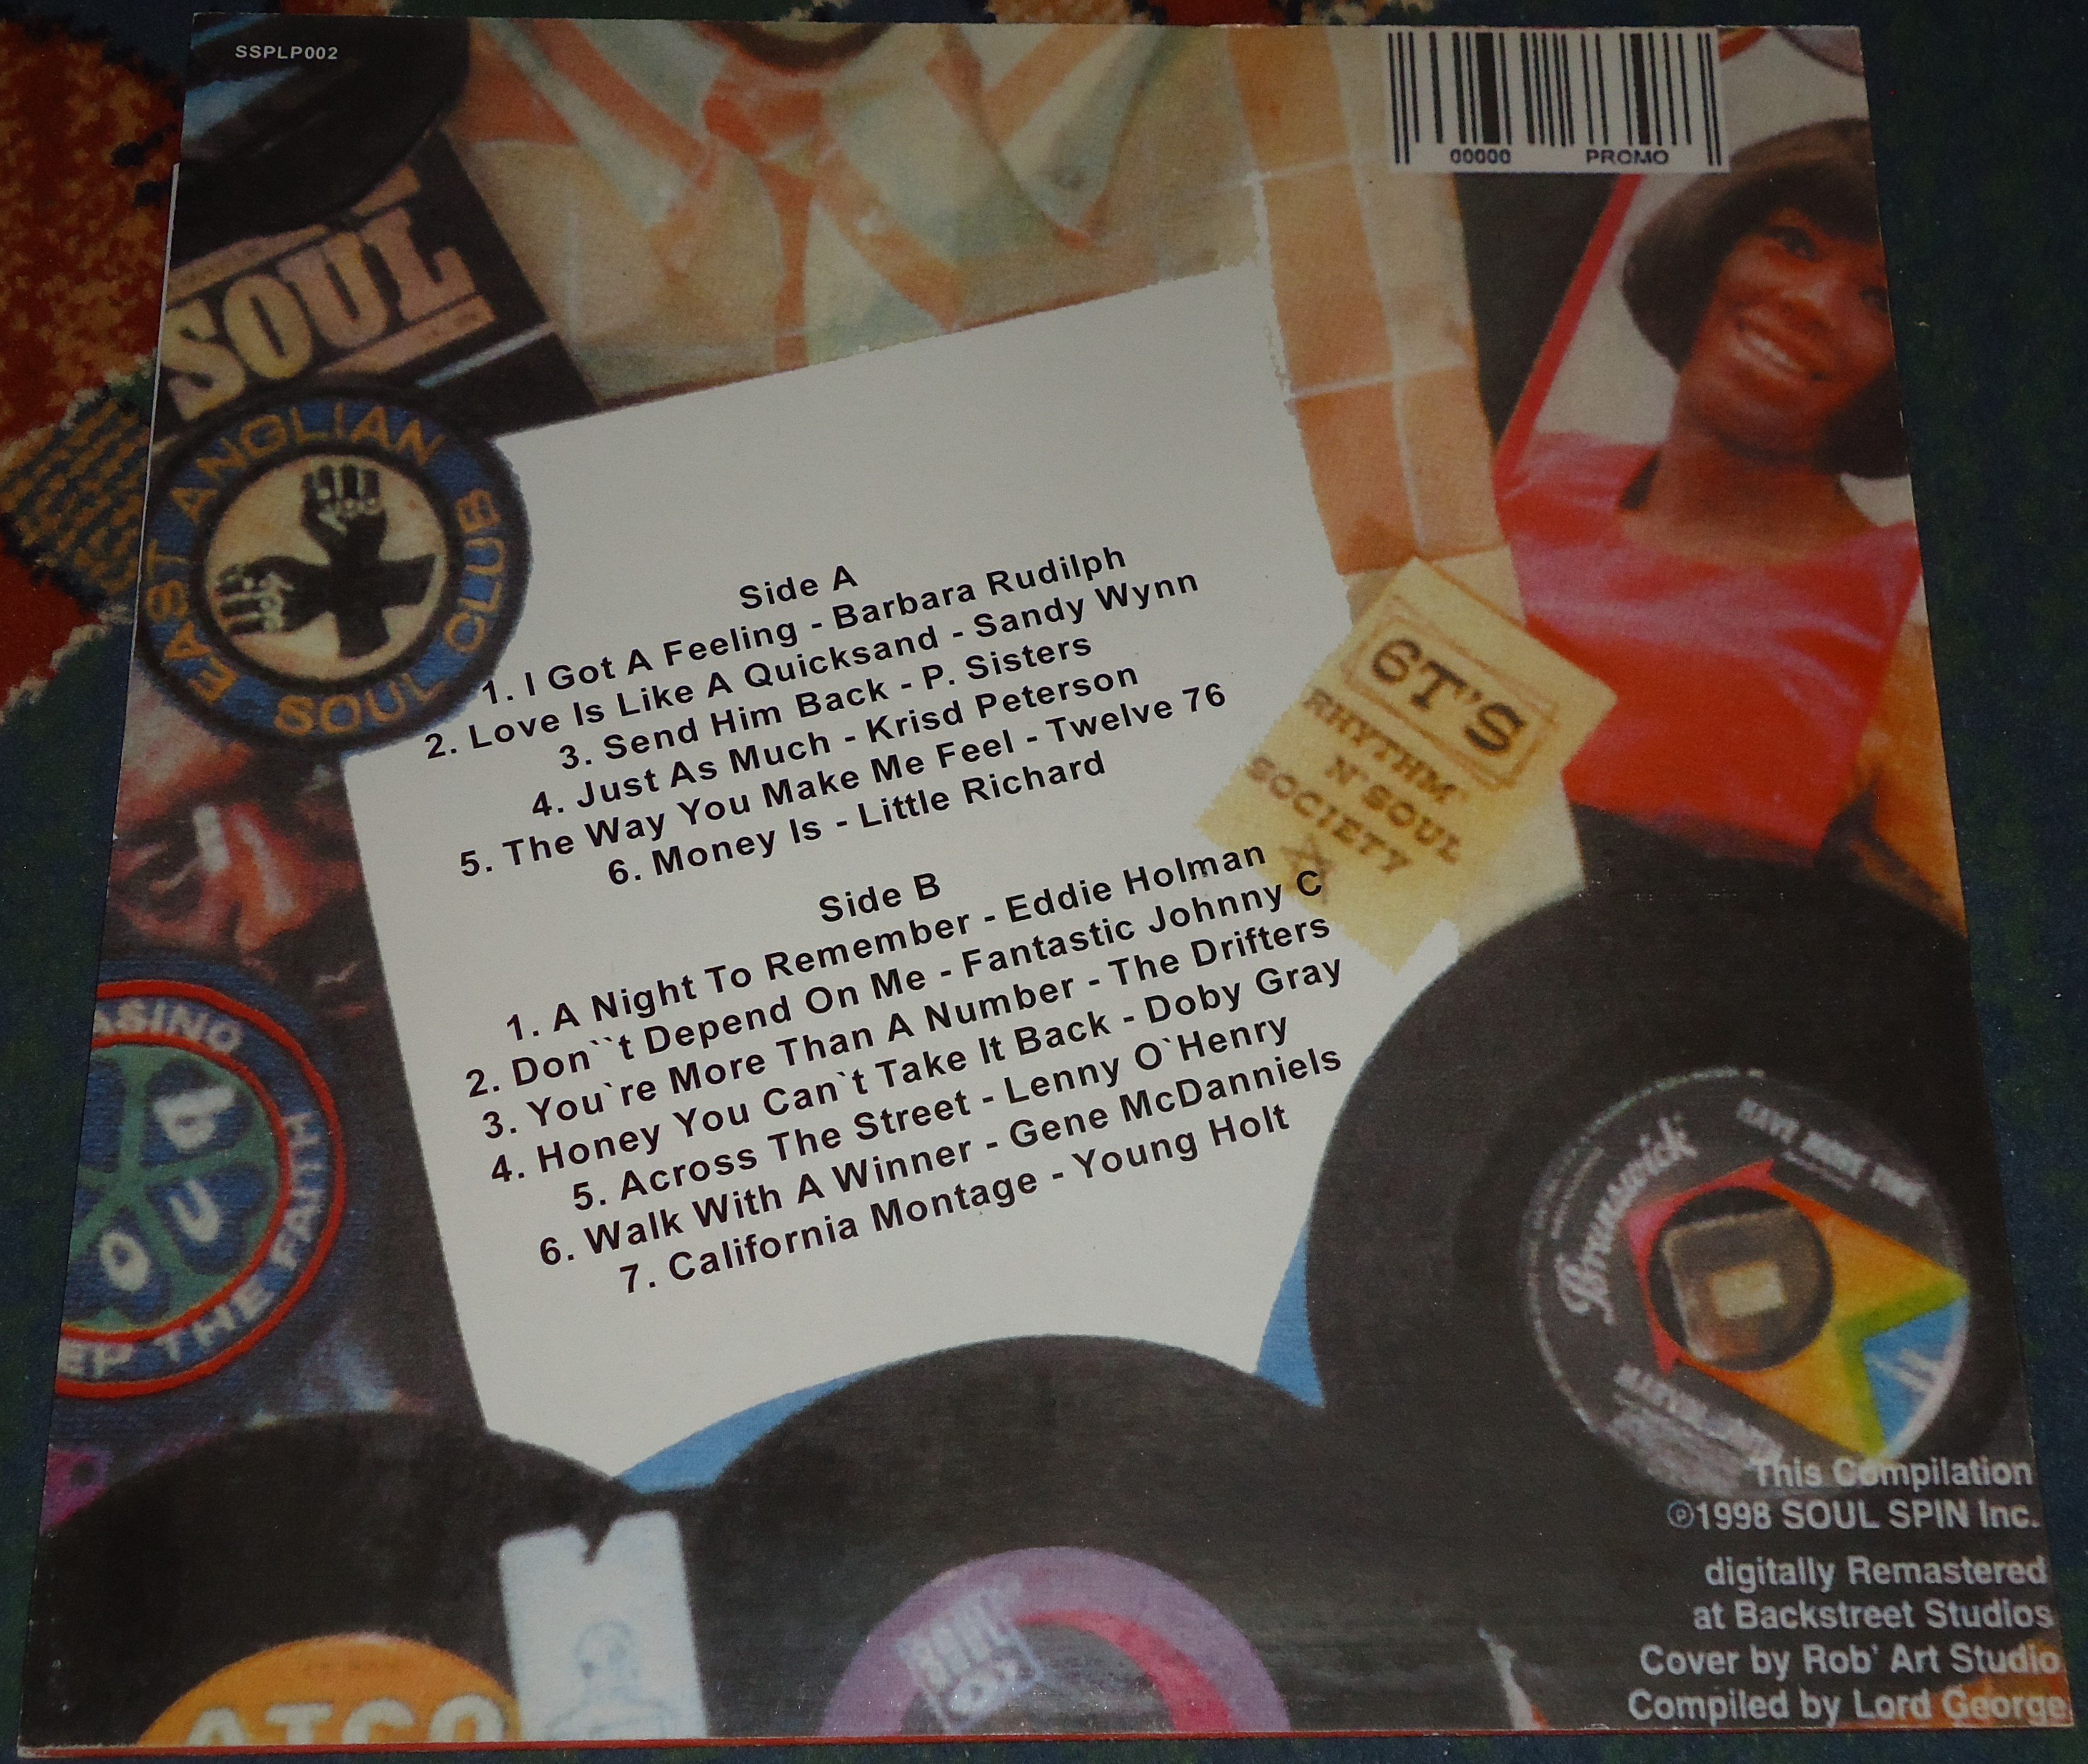 SSPLP002
00000 PROMO
SOUL
EAST ANGLIAN
SOUL CLUB
Side A
1. I Got A Feeling - Barbara Rudilph
2. Love Is Like A Quicksand - Sandy Wynn
3. Send Him Back - P. Sisters
4. Just As Much - Krisd Peterson
5. The Way You Make Me Feel - Twelve 76
6. Money Is - Little Richard
Side B
1. A Night To Remember - Eddie Holman
2. Don``t Depend On Me - Fantastic Johnny C
3. You`re More Than A Number - The Drifters
4. Honey You Can`t Take It Back - Doby Gray
5. Across The Street - Lenny O`Henry
6. Walk With A Winner - Gene McDanniels
7. California Montage - Young Holt
6T'S
RHYTHM
N' SOUL
SOCIETY
ASINO
OU
EP THE FAITH
Brunswick
ATCO
This Compilation
℗1998 SOUL SPIN Inc.
digitally Remastered
at Backstreet Studios
Cover by Rob' Art Studio
Compiled by Lord George